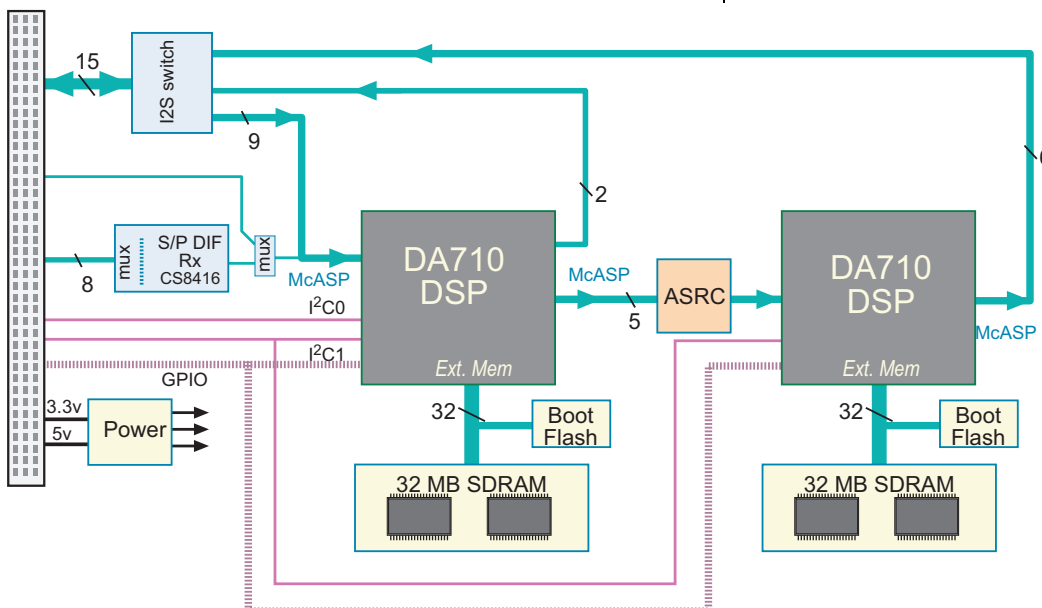 15
I2S switch
9
2
mux
S/P DIF
Rx
CS8416
mux
8
McASP
DA710
DSP
Ext. Mem
McASP
5
ASRC
DA710
DSP
Ext. Mem
McASP
I²C0
I²C1
GPIO
3.3v
5v
Power
32
Boot
Flash
32 MB SDRAM
32
Boot
Flash
32 MB SDRAM